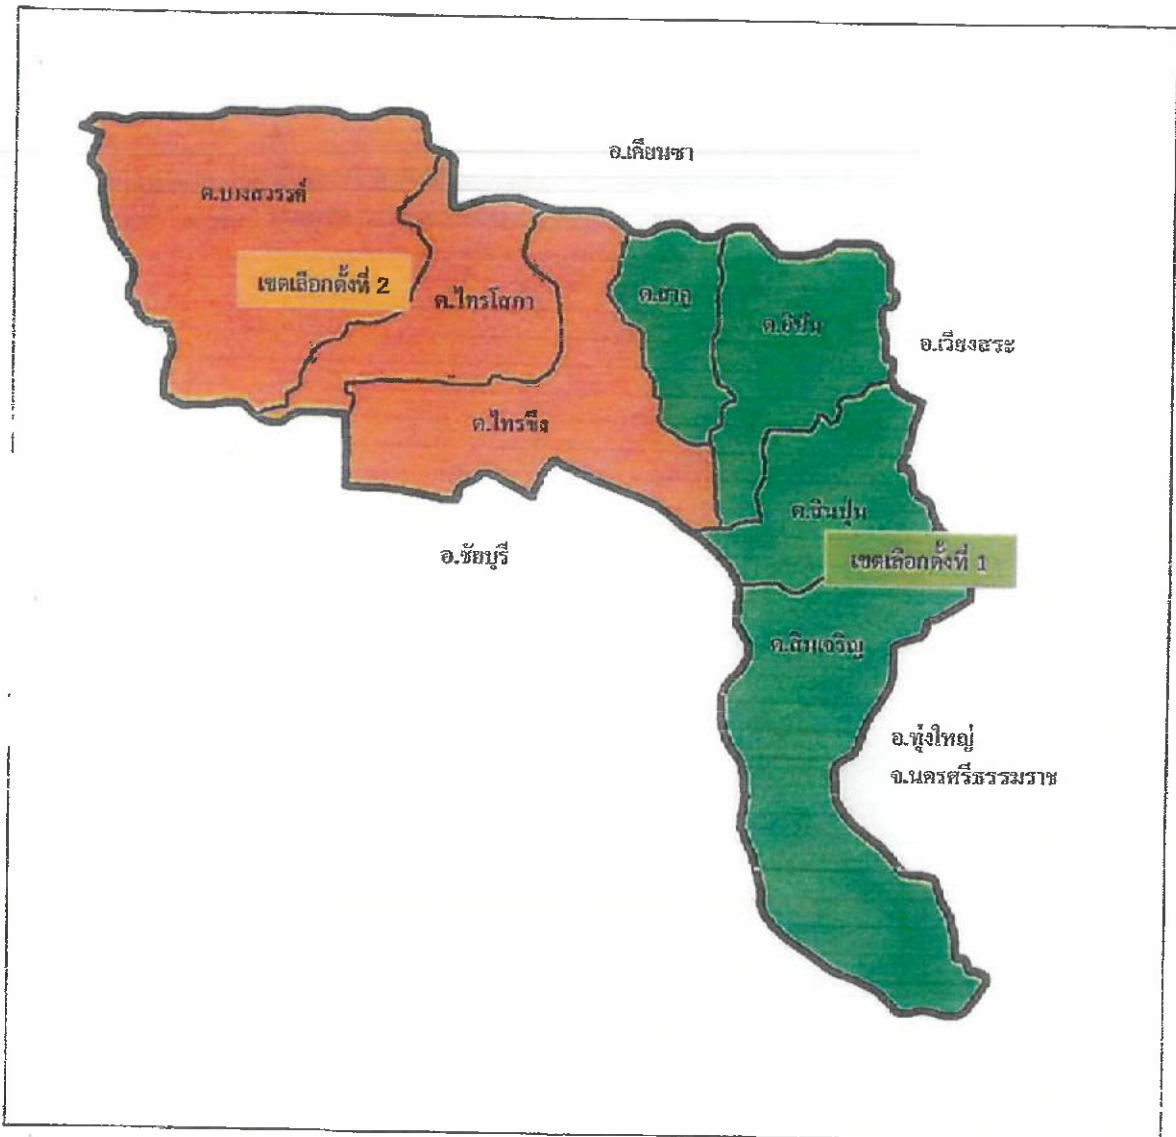 อ.เคียนซา
ต.บางสวรรค์
เขตเลือกตั้งที่ 2
ต.ไทรโสภา
ต.สาคู
ต.อิปัน
อ.เวียงสระ
ต.ไทรขึง
ต.สินปุน
อ.ชัยบุรี
เขตเลือกตั้งที่ 1
ต.สินเจริญ
อ.ทุ่งใหญ่
จ.นครศรีธรรมราช